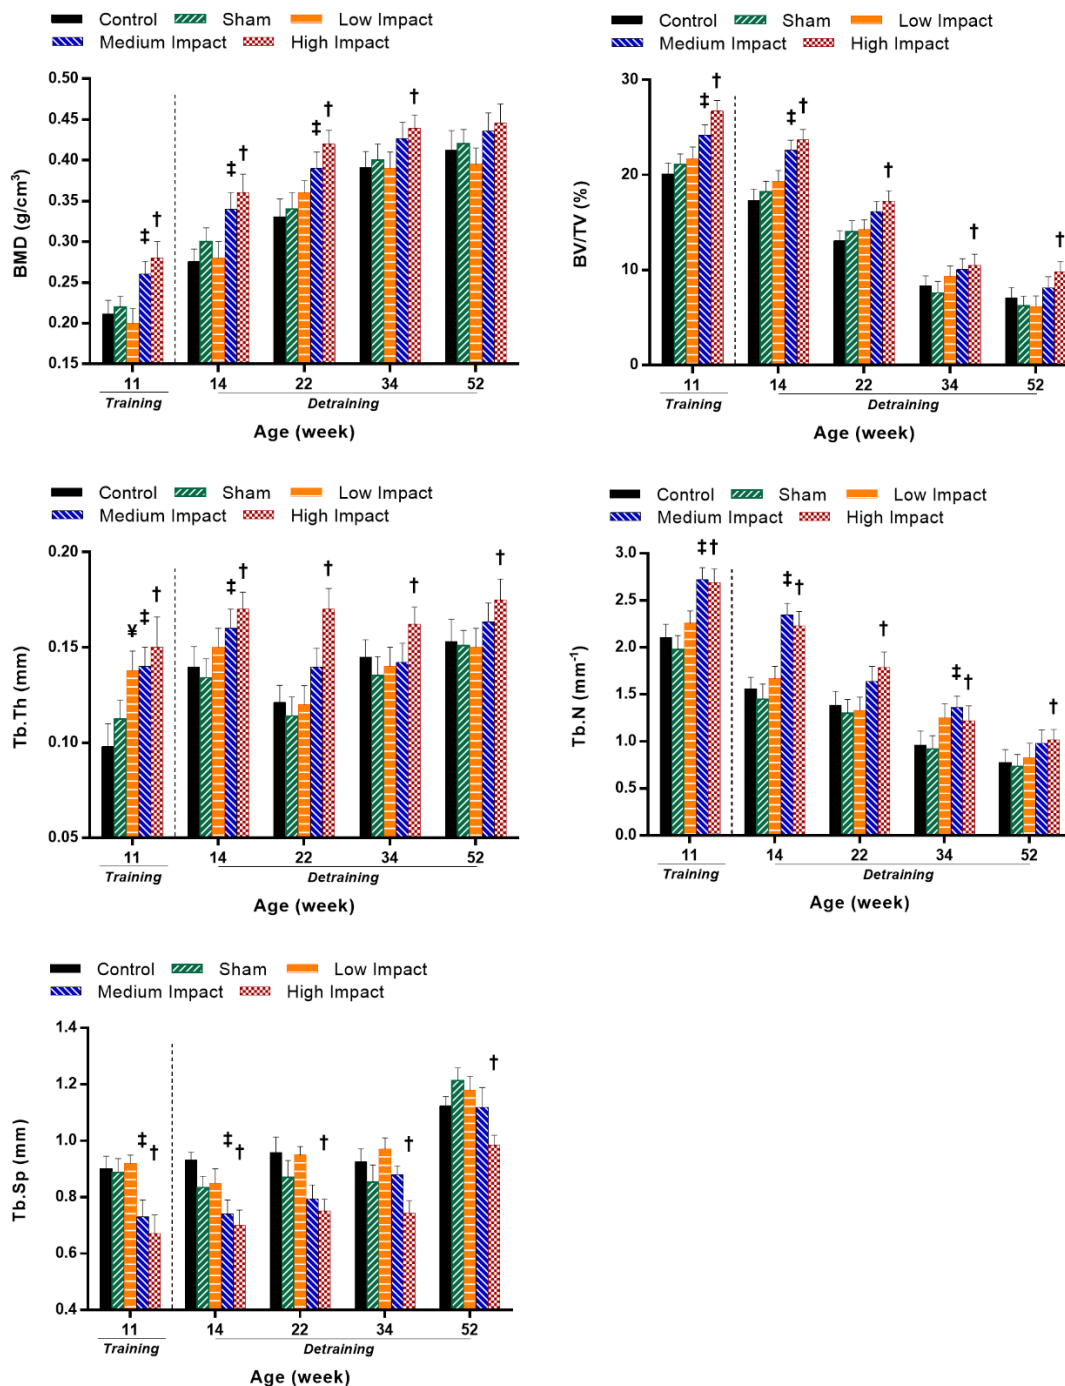 Control Sham Low Impact
Medium Impact High Impact
BMD (g/cm³)
0.50
0.45
0.40
0.35
0.30
0.25
0.20
0.15
‡ † ‡ † ‡ † †
11 14 22 34 52
Training Detraining
Age (week)
Control Sham Low Impact
Medium Impact High Impact
BV/TV (%)
30
20
10
0
‡ † ‡ † † † †
11 14 22 34 52
Training Detraining
Age (week)
Control Sham Low Impact
Medium Impact High Impact
Tb.Th (mm)
0.20
0.15
0.10
0.05
¥ ‡ † ‡ † † † †
11 14 22 34 52
Training Detraining
Age (week)
Control Sham Low Impact
Medium Impact High Impact
Tb.N (mm⁻¹)
3.0
2.5
2.0
1.5
1.0
0.5
0.0
‡ † ‡ † † ‡ † †
11 14 22 34 52
Training Detraining
Age (week)
Control Sham Low Impact
Medium Impact High Impact
Tb.Sp (mm)
1.4
1.2
1.0
0.8
0.6
0.4
‡ † ‡ † † † †
11 14 22 34 52
Training Detraining
Age (week)